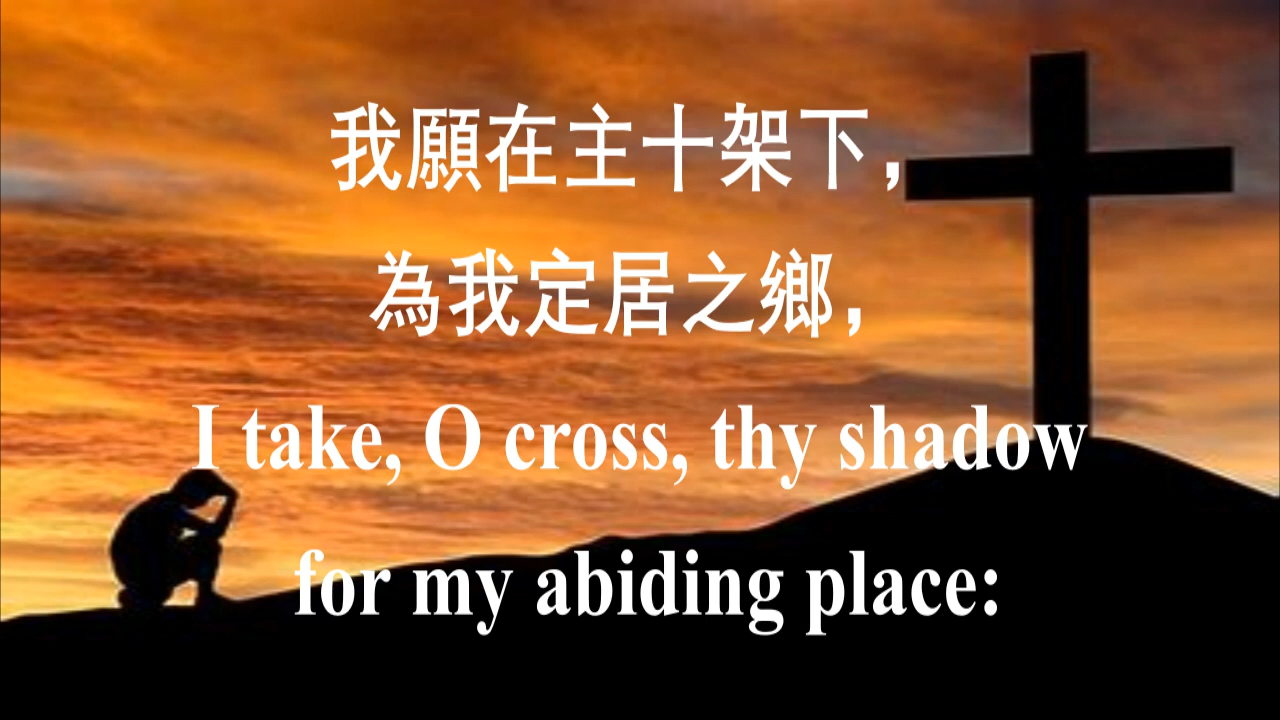 我願在主十架下，
為我定居之鄉，
I take, O cross, thy shadow
for my abiding place: